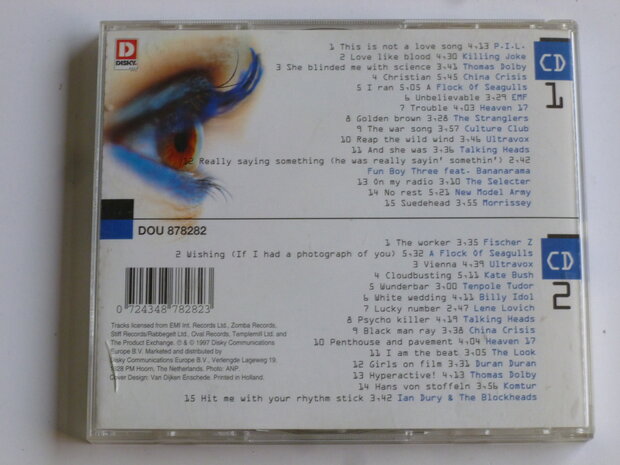 D
DISKY
CD
1
1 This is not a love song 4.13 P.I.L.
2 Love like blood 4.30 Killing Joke
3 She blinded me with science 3.41 Thomas Dolby
4 Christian 5.45 China Crisis
5 I ran 5.05 A Flock Of Seagulls
6 Unbelievable 3.29 EMF
7 Trouble 4.03 Heaven 17
8 Golden brown 3.28 The Stranglers
9 The war song 3.57 Culture Club
10 Reap the wild wind 3.46 Ultravox
11 And she was 3.36 Talking Heads
12 Really saying something (he was really sayin' somethin') 2.42
Fun Boy Three feat. Bananarama
13 On my radio 3.10 The Selecter
14 No rest 5.21 New Model Army
15 Suedehead 3.55 Morrissey
DOU 878282
CD
2
1 The worker 3.35 Fischer Z
2 Wishing (If I had a photograph of you) 5.32 A Flock Of Seagulls
3 Vienna 4.39 Ultravox
4 Cloudbusting 5.11 Kate Bush
5 Wunderbar 3.00 Tenpole Tudor
6 White wedding 4.11 Billy Idol
7 Lucky number 2.47 Lene Lovich
8 Psycho killer 4.19 Talking Heads
9 Black man ray 3.38 China Crisis
10 Penthouse and pavement 4.04 Heaven 17
11 I am the beat 3.05 The Look
12 Girls on film 3.31 Duran Duran
13 Hyperactive! 4.13 Thomas Dolby
14 Hans von stoffeln 3.56 Komtur
15 Hit me with your rhythm stick 3.42 Ian Dury & The Blockheads
0 724348 782823
Tracks licensed from EMI Int. Records Ltd., Zomba Records,
Stiff Records/Rabbegelt Ltd. Oval Records, Templemill Ltd. and
The Product Exchange. ℗ & © 1997 Disky Communications
Europe B.V. Marketed and distributed by
Disky Communications Europe B.V., Verlengde Lageweg 19.
1628 PM Hoorn, The Netherlands. Photo: ANP.
Cover Design: Van Dijken Enschede. Printed in Holland.